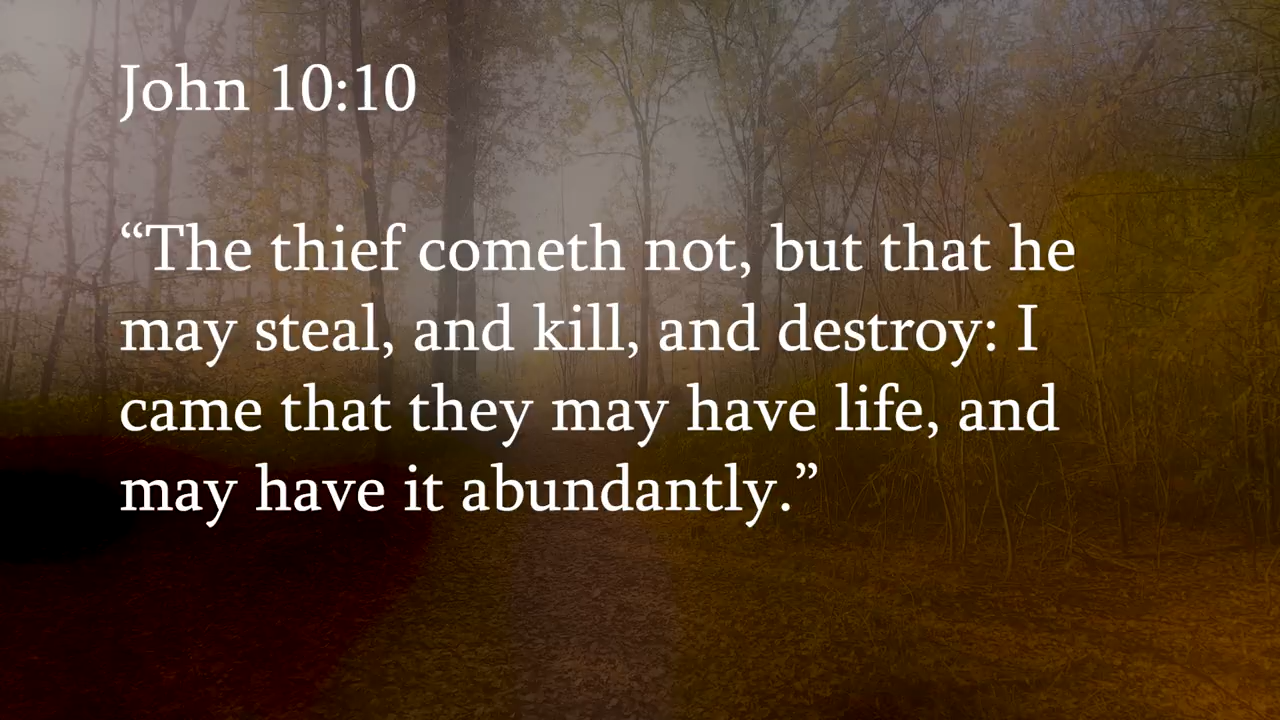 John 10:10
“The thief cometh not, but that he
may steal, and kill, and destroy: I
came that they may have life, and
may have it abundantly.”